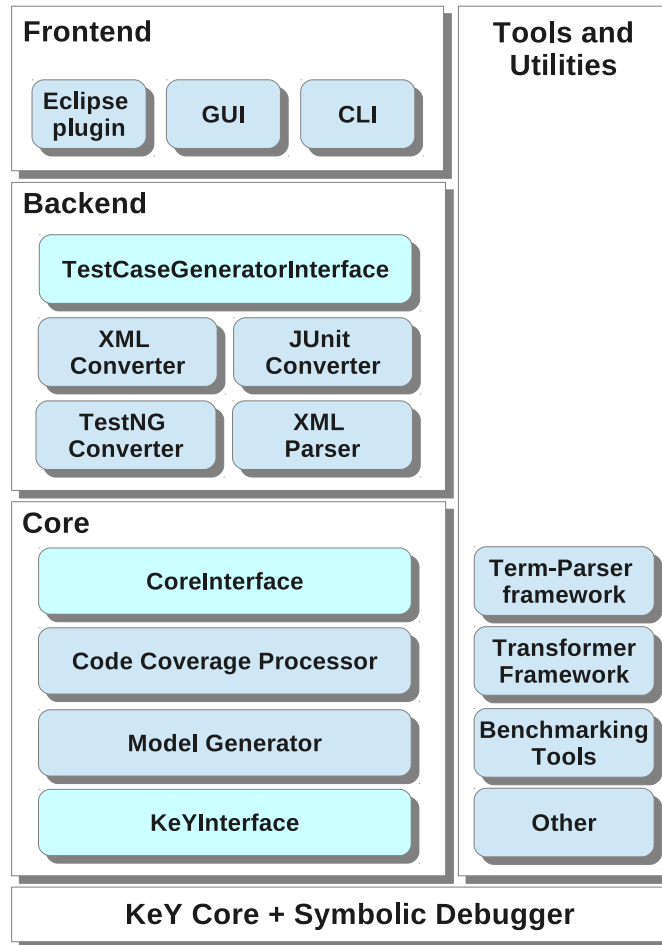 Frontend
Eclipse
plugin
GUI
CLI
Backend
TestCaseGeneratorInterface
XML
Converter
JUnit
Converter
TestNG
Converter
XML
Parser
Core
CoreInterface
Code Coverage Processor
Model Generator
KeYInterface
Tools and
Utilities
Term-Parser
framework
Transformer
Framework
Benchmarking
Tools
Other
KeY Core + Symbolic Debugger